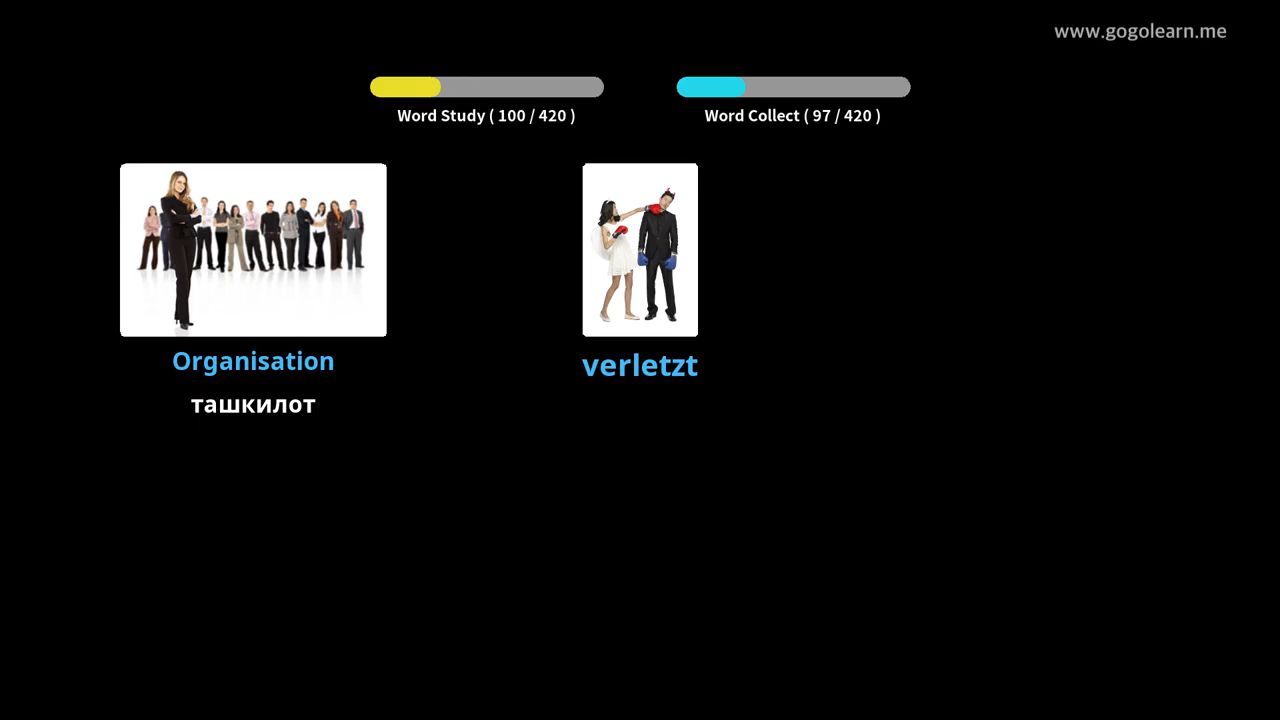 www.gogolearn.me
Word Study ( 100 / 420 )
Word Collect ( 97 / 420 )
Organisation
ташкилот
verletzt